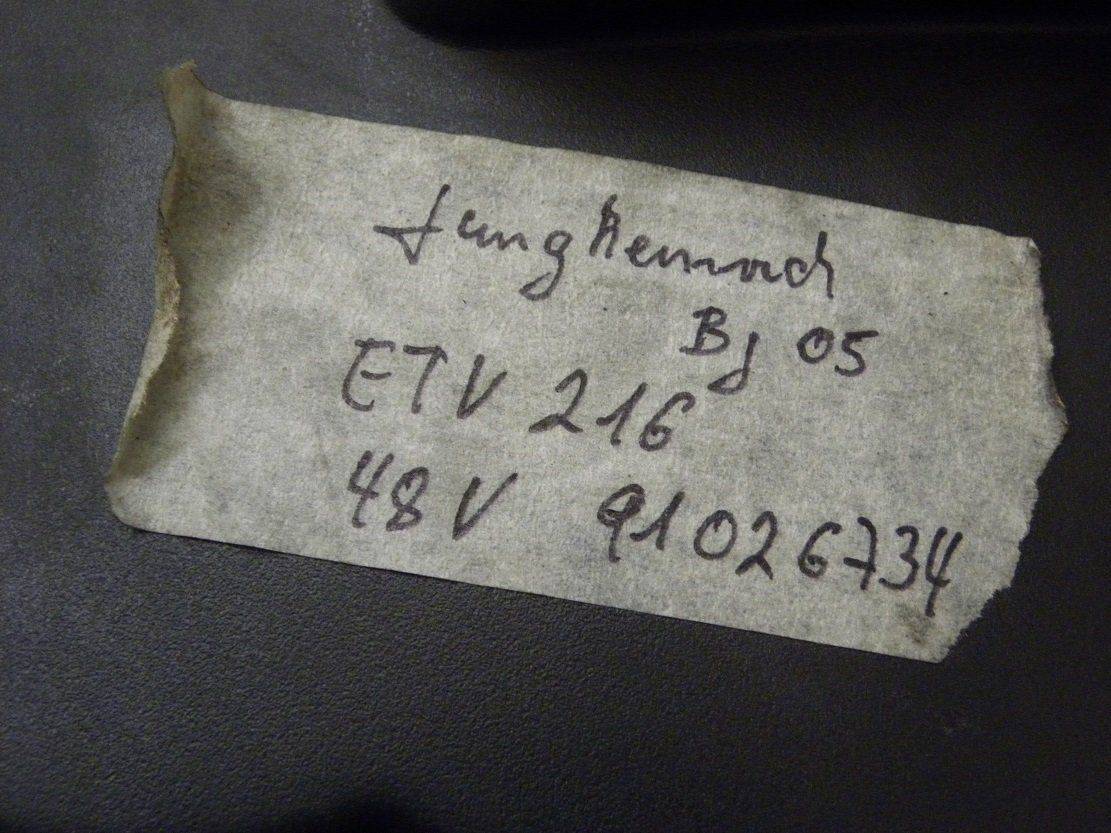 Jungheinrich
Bj 05
ETV 216
48V 91026734